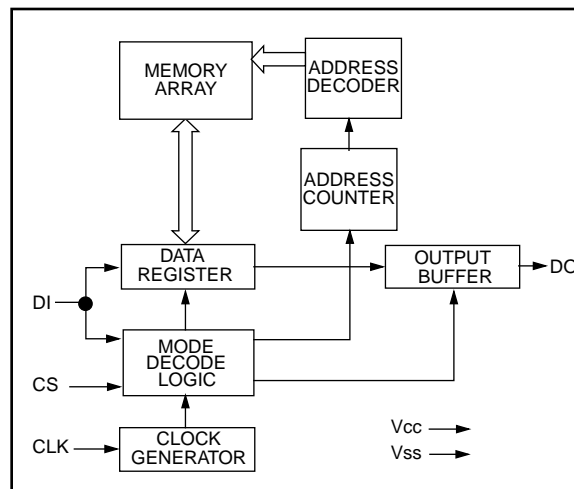 MEMORY
ARRAY
ADDRESS
DECODER
ADDRESS
COUNTER
DATA
REGISTER
OUTPUT
BUFFER
DO
DI
MODE
DECODE
LOGIC
CS
CLK
CLOCK
GENERATOR
Vcc
Vss